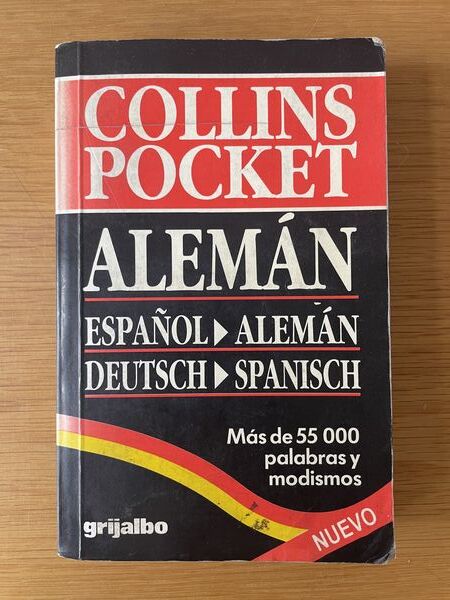 COLLINS
POCKET
ALEMÁN
ESPAÑOL▶ALEMÁN
DEUTSCH▶SPANISCH
Más de 55 000
palabras y
modismos
grijalbo
NUEVO